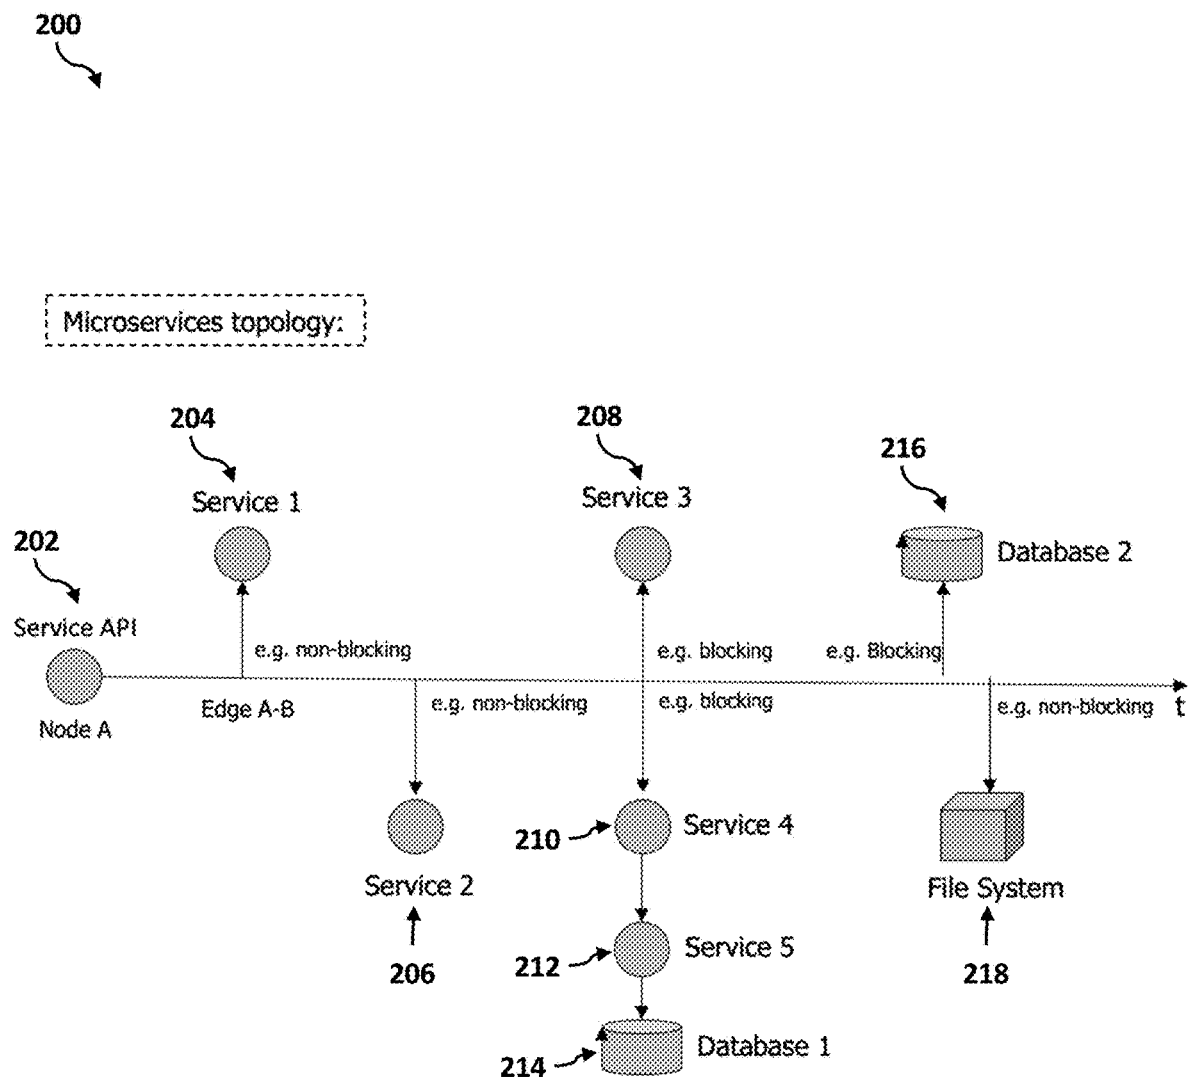 200
Microservices topology:
204
208
216
Service 1
Service 3
202
Database 2
Service API
e.g. non-blocking
e.g. blocking
e.g. Blocking
Node A
Edge A-B
e.g. non-blocking
e.g. blocking
e.g. non-blocking
t
210
Service 4
Service 2
File System
206
212
Service 5
218
214
Database 1